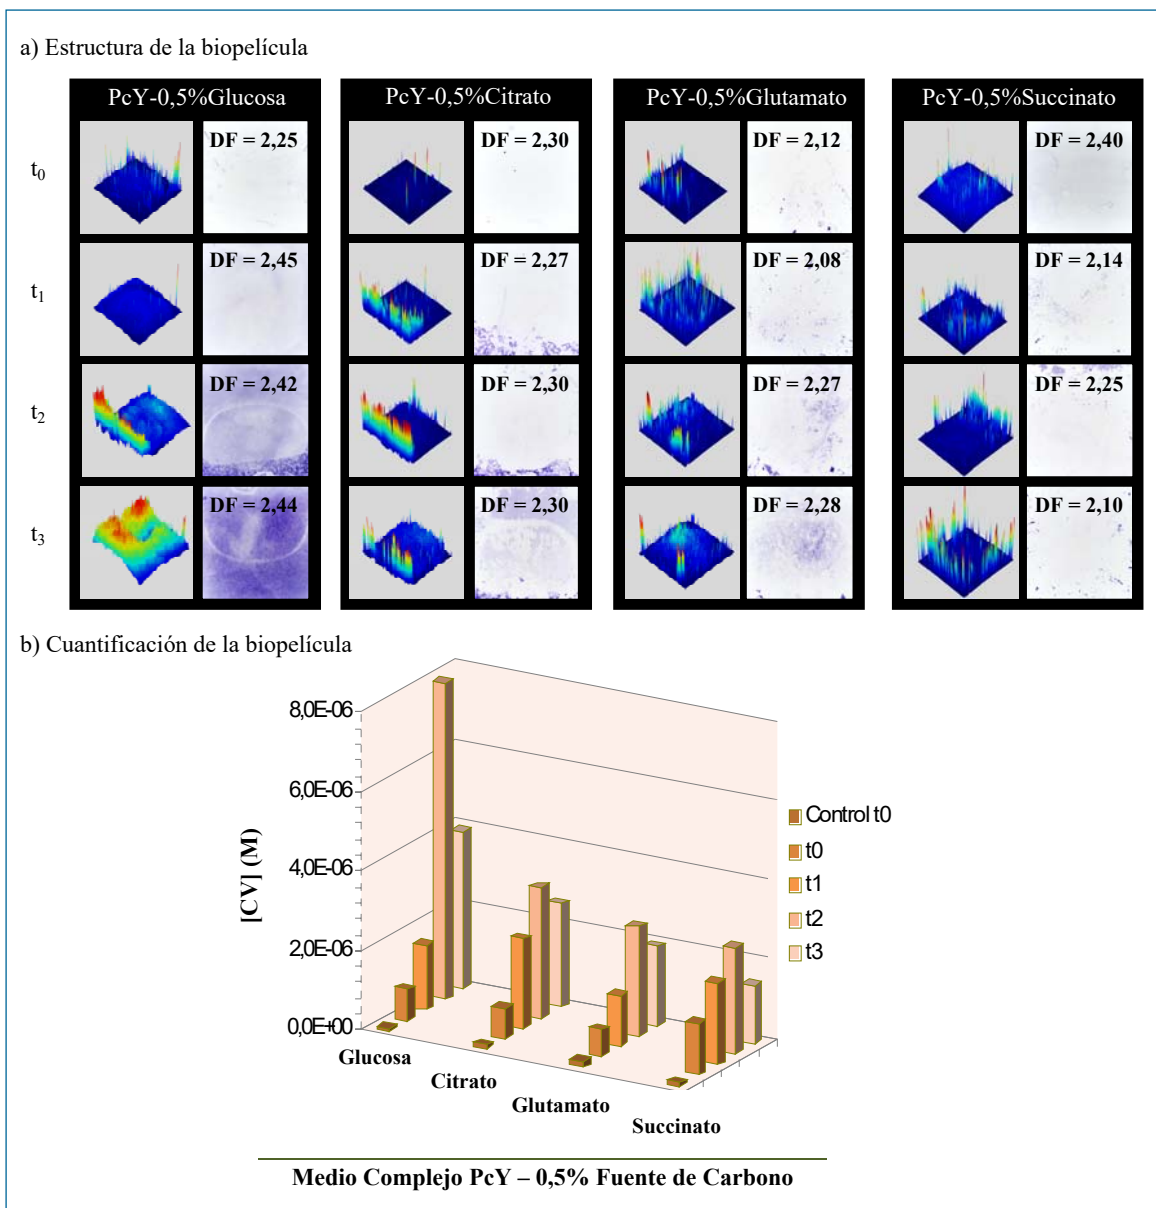 a) Estructura de la biopelícula
PcY-0,5%Glucosa PcY-0,5%Citrato PcY-0,5%Glutamato PcY-0,5%Succinato
t0 DF = 2,25 DF = 2,30 DF = 2,12 DF = 2,40
t1 DF = 2,45 DF = 2,27 DF = 2,08 DF = 2,14
t2 DF = 2,42 DF = 2,30 DF = 2,27 DF = 2,25
t3 DF = 2,44 DF = 2,30 DF = 2,28 DF = 2,10
b) Cuantificación de la biopelícula
[CV] (M)
8,0E-06
6,0E-06
4,0E-06
2,0E-06
0,0E+00
Glucosa
Citrato
Glutamato
Succinato
Control t0
t0
t1
t2
t3
Medio Complejo PcY – 0,5% Fuente de Carbono